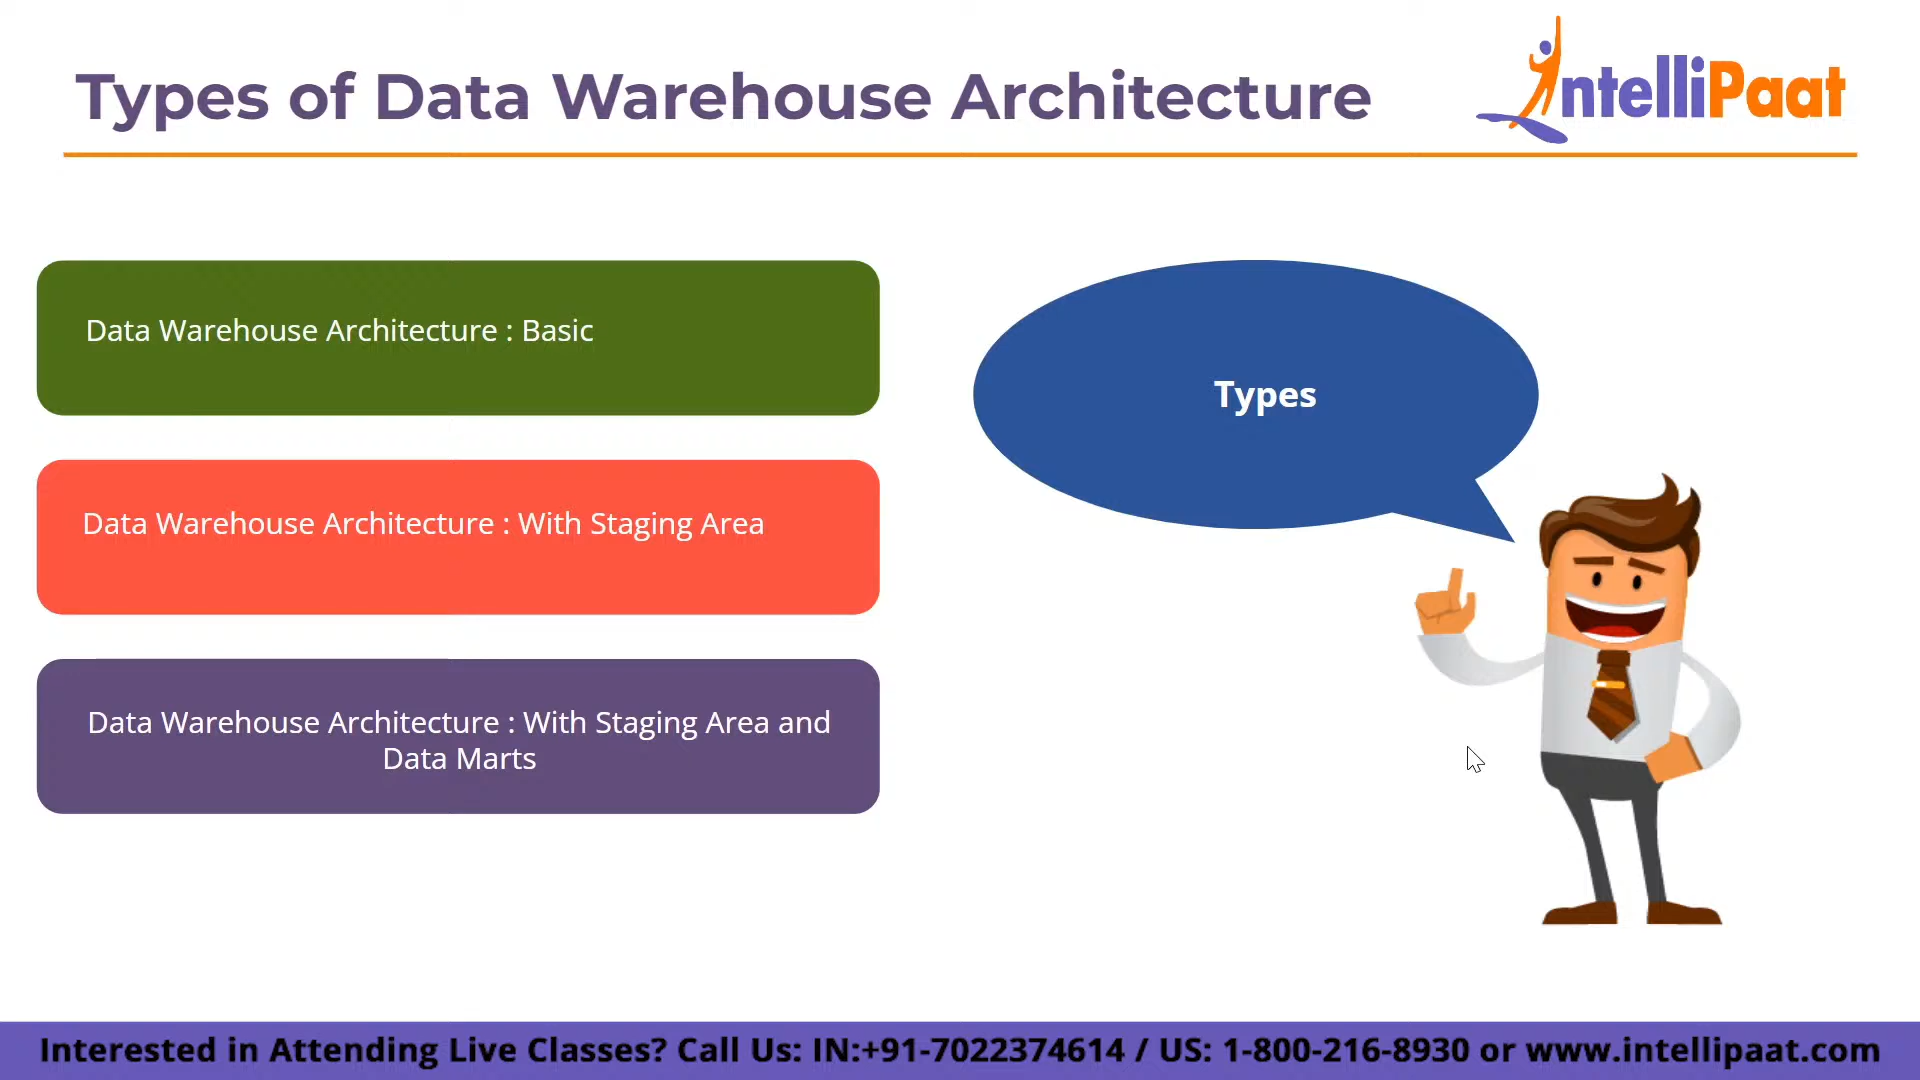 Types of Data Warehouse Architecture
IntelliPaat
Data Warehouse Architecture : Basic
Data Warehouse Architecture : With Staging Area
Data Warehouse Architecture : With Staging Area and
Data Marts
Types
Interested in Attending Live Classes? Call Us: IN:+91-7022374614 / US: 1-800-216-8930 or www.intellipaat.com